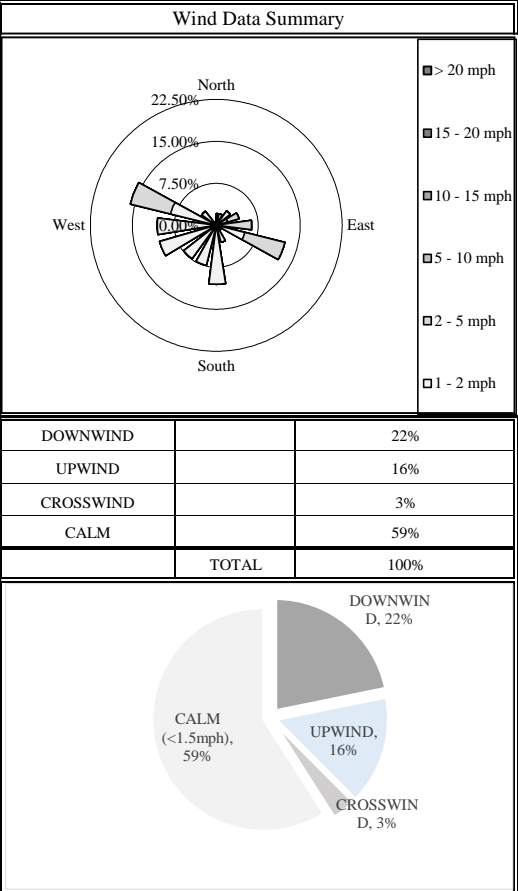 Wind Data Summary
North
22.50%
15.00%
7.50%
0.00%
West
East
South
> 20 mph
15 - 20 mph
10 - 15 mph
5 - 10 mph
2 - 5 mph
1 - 2 mph
DOWNWIND 22%
UPWIND 16%
CROSSWIND 3%
CALM 59%
TOTAL 100%
DOWNWIN
D, 22%
UPWIND,
16%
CROSSWIN
D, 3%
CALM
(<1.5mph),
59%